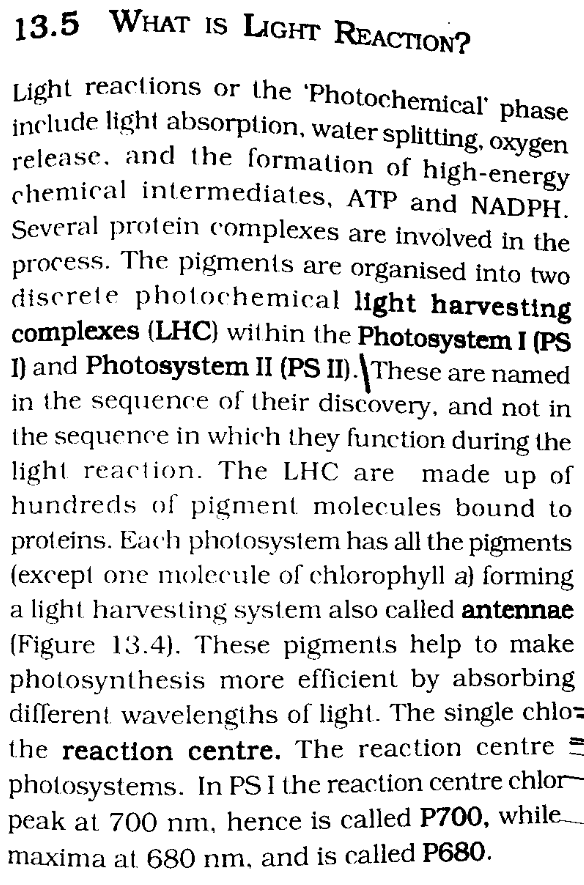 13.5 WHAT IS LIGHT REACTION?
Light reactions or the 'Photochemical' phase
include light absorption, water splitting, oxygen
release, and the formation of high-energy
chemical intermediates, ATP and NADPH.
Several protein complexes are involved in the
process. The pigments are organised into two
discrete photochemical light harvesting
complexes (LHC) within the Photosystem I (PS
I) and Photosystem II (PS II). These are named
in the sequence of their discovery, and not in
the sequence in which they function during the
light reaction. The LHC are made up of
hundreds of pigment molecules bound to
proteins. Each photosystem has all the pigments
(except one molecule of chlorophyll a) forming
a light harvesting system also called antennae
(Figure 13.4). These pigments help to make
photosynthesis more efficient by absorbing
different wavelengths of light. The single chlo
the reaction centre. The reaction centre
photosystems. In PS I the reaction centre chlor
peak at 700 nm, hence is called P700, while
maxima at 680 nm, and is called P680.